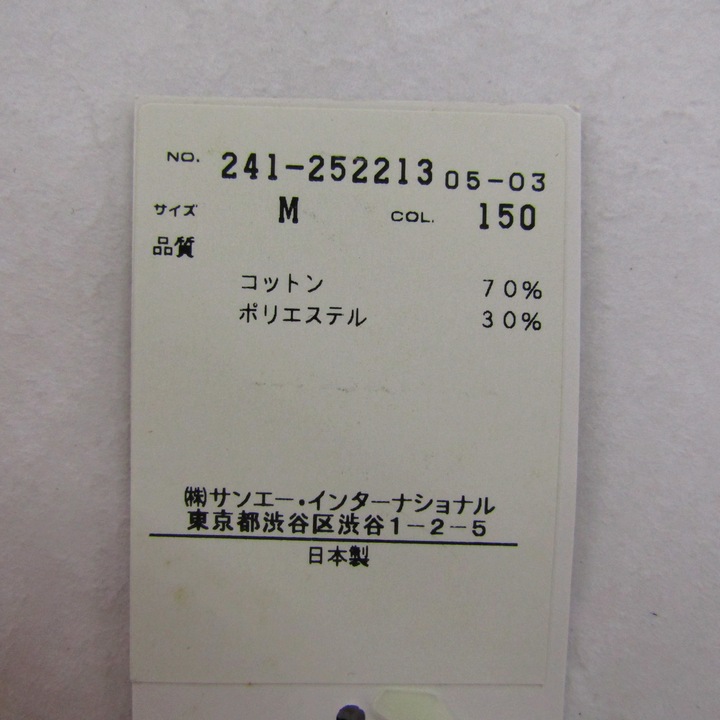 NO. 241-252213 05-03
サイズ M COL. 150
品質
コットン 70%
ポリエステル 30%
㈱サンエー・インターナショナル
東京都渋谷区渋谷1-2-5
日本製